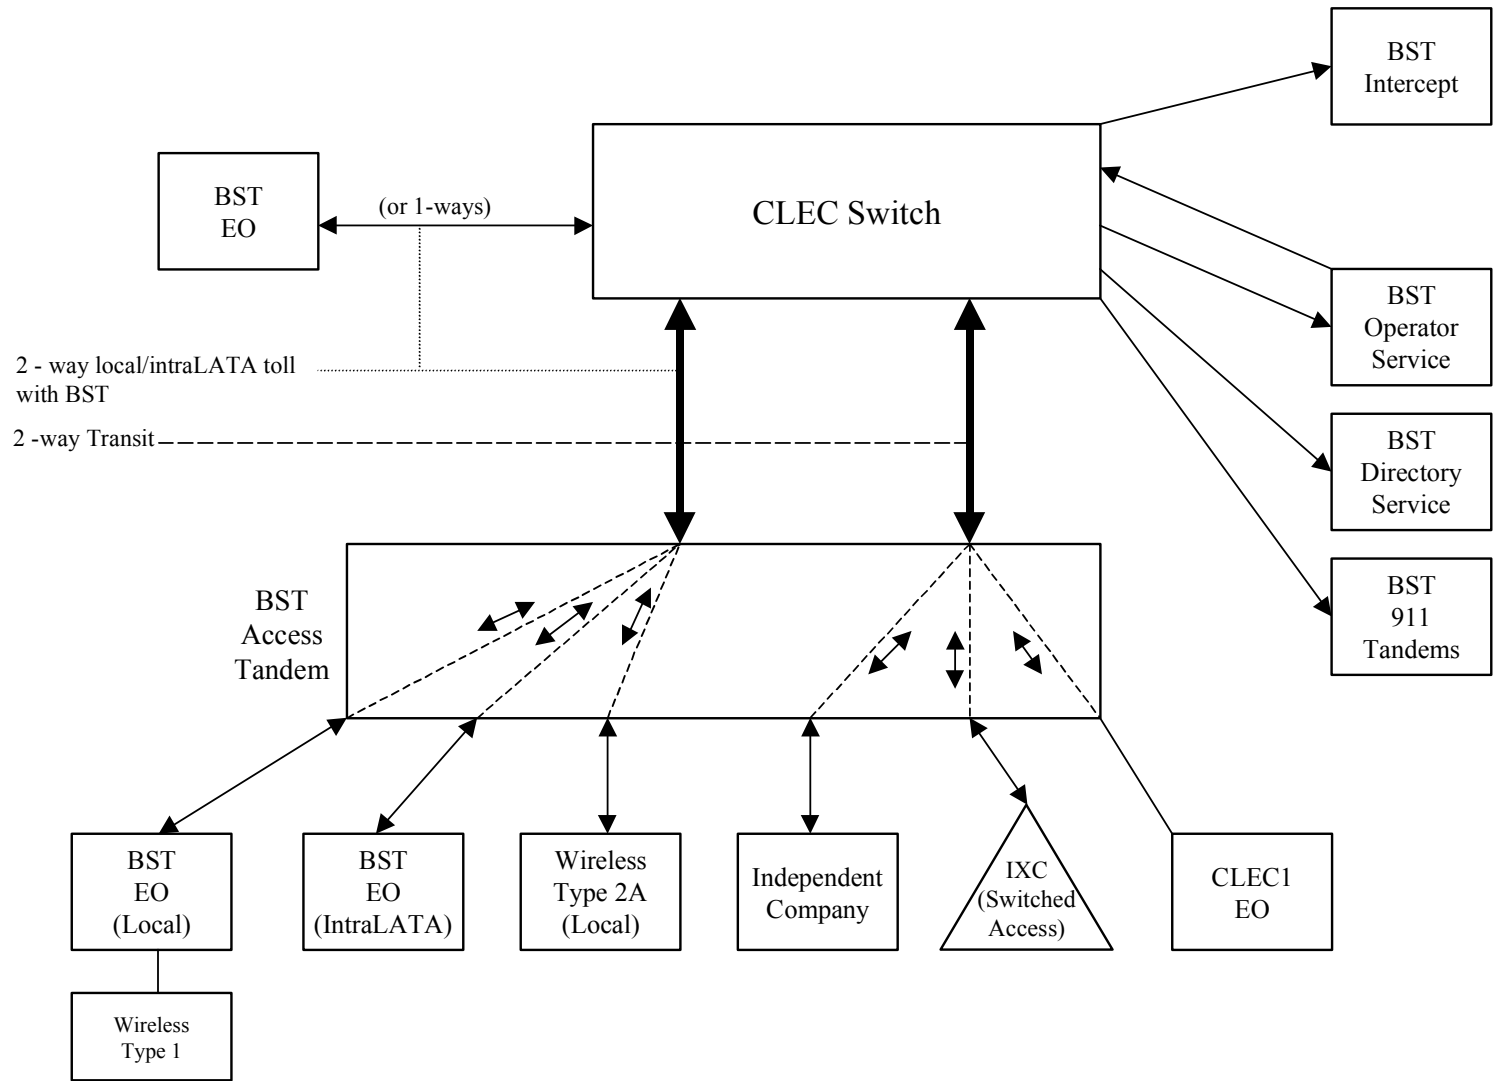 BST
Intercept
BST
EO
(or 1-ways)
CLEC Switch
BST
Operator
Service
2 - way local/intraLATA toll
with BST
2 -way Transit
BST
Directory
Service
BST
911
Tandems
BST
Access
Tandem
BST
EO
(Local)
BST
EO
(IntraLATA)
Wireless
Type 2A
(Local)
Independent
Company
IXC
(Switched
Access)
CLEC1
EO
Wireless
Type 1